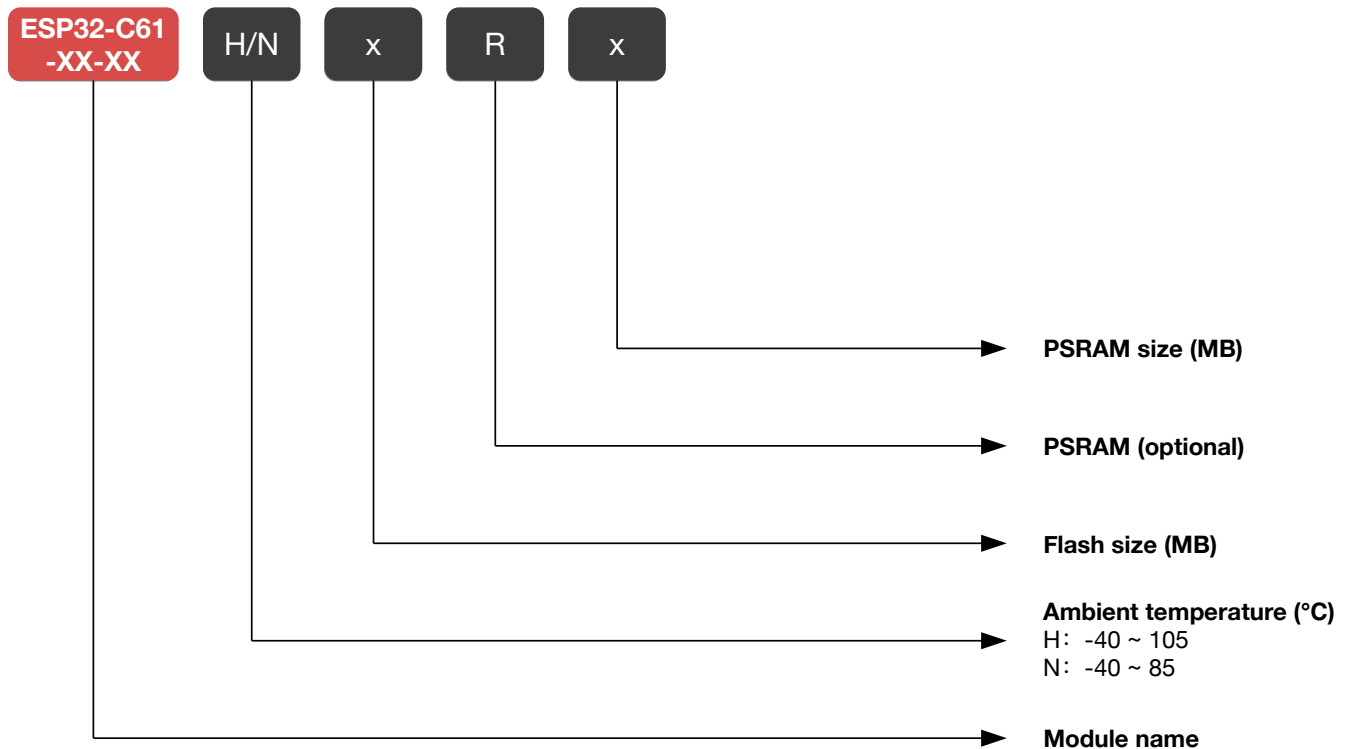 ESP32-C61
-XX-XX
H/N
x
R
x
PSRAM size (MB)
PSRAM (optional)
Flash size (MB)
Ambient temperature (°C)
H：-40 ~ 105
N：-40 ~ 85
Module name